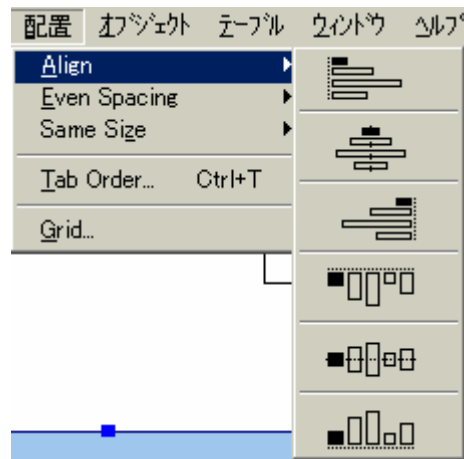 配置 ｵﾌﾞｼﾞｪｸﾄ ﾃｰﾌﾞﾙ ｳｨﾝﾄﾞｳ ﾍﾙﾌﾟ
Align
Even Spacing
Same Size
Tab Order... Ctrl+T
Grid...